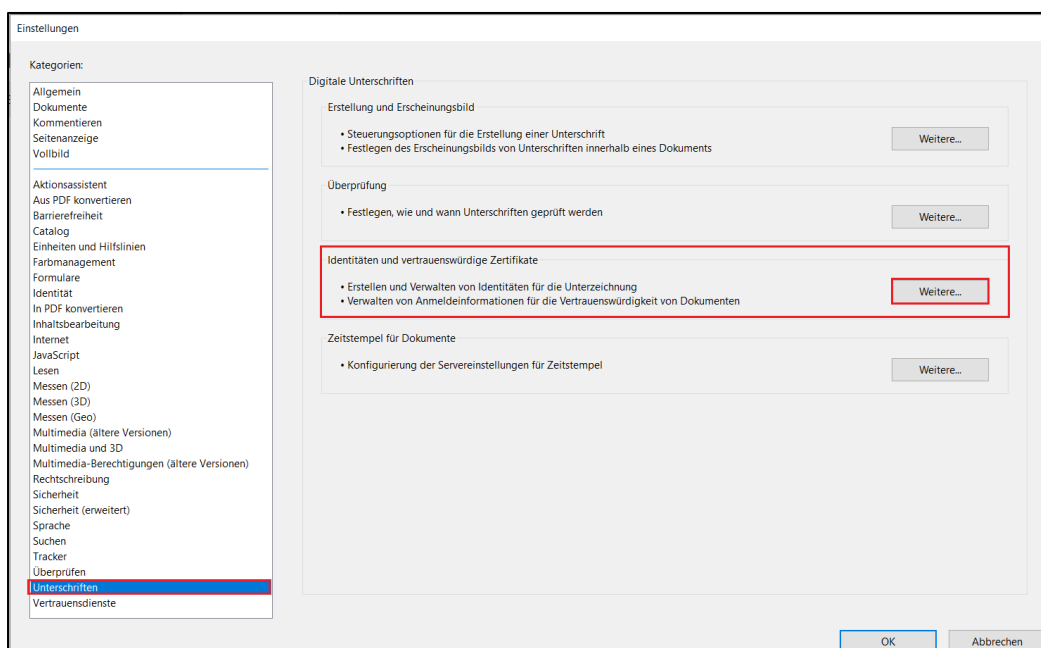 Einstellungen
Kategorien:
Allgemein
Dokumente
Kommentieren
Seitenanzeige
Vollbild
Aktionsassistent
Aus PDF konvertieren
Barrierefreiheit
Catalog
Einheiten und Hilfslinien
Farbmanagement
Formulare
Identität
In PDF konvertieren
Inhaltsbearbeitung
Internet
JavaScript
Lesen
Messen (2D)
Messen (3D)
Messen (Geo)
Multimedia (ältere Versionen)
Multimedia und 3D
Multimedia-Berechtigungen (ältere Versionen)
Rechtschreibung
Sicherheit
Sicherheit (erweitert)
Sprache
Suchen
Tracker
Überprüfen
Unterschriften
Vertrauensdienste
Digitale Unterschriften
Erstellung und Erscheinungsbild
• Steuerungsoptionen für die Erstellung einer Unterschrift
• Festlegen des Erscheinungsbilds von Unterschriften innerhalb eines Dokuments
Weitere...
Überprüfung
• Festlegen, wie und wann Unterschriften geprüft werden
Weitere...
Identitäten und vertrauenswürdige Zertifikate
• Erstellen und Verwalten von Identitäten für die Unterzeichnung
• Verwalten von Anmeldeinformationen für die Vertrauenswürdigkeit von Dokumenten
Weitere...
Zeitstempel für Dokumente
• Konfigurierung der Servereinstellungen für Zeitstempel
Weitere...
OK
Abbrechen